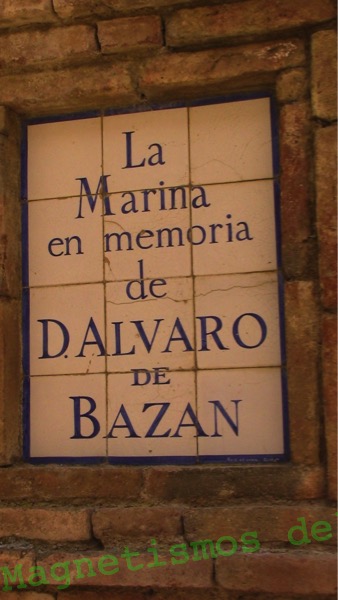 La
Marina
en memoria
de
D. ALVARO
DE
BAZAN
Magnetismos de